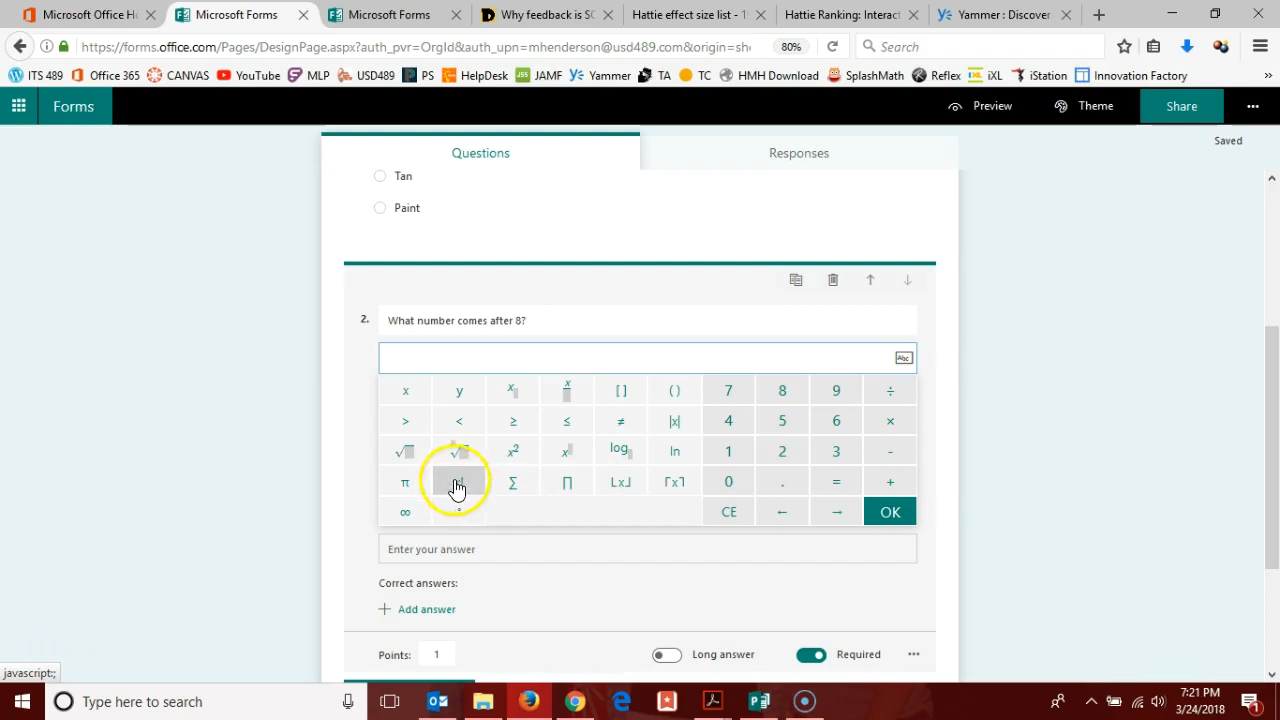 Microsoft Office Ho
Microsoft Forms
Microsoft Forms
Why feedback is SO
Hattie effect size list - 19
Hattie Ranking: Interact
Yammer : Discover
https://forms.office.com/Pages/DesignPage.aspx?auth_pvr=OrgId&auth_upn=mhenderson@usd489.com&origin=she
80%
Search
ITS 489
Office 365
CANVAS
YouTube
MLP
USD489
PS
HelpDesk
JAMF
Yammer
TA
TC
HMH Download
SplashMath
Reflex
iXL
iStation
Innovation Factory
Forms
Preview
Theme
Share
Saved
Questions
Responses
Tan
Paint
2. What number comes after 8?
Abc
x y x x [ ] ( ) 7 8 9 ÷
> < ≥ ≤ ≠ |x| 4 5 6 ×
√ √ x² x log ln 1 2 3 -
π ∑ ∏ ⌊x⌋ ⌈x⌉ 0 . = +
∞ CE ← → OK
Enter your answer
Correct answers:
+ Add answer
Points: 1
Long answer
Required
javascript:;
Type here to search
7:21 PM
3/24/2018